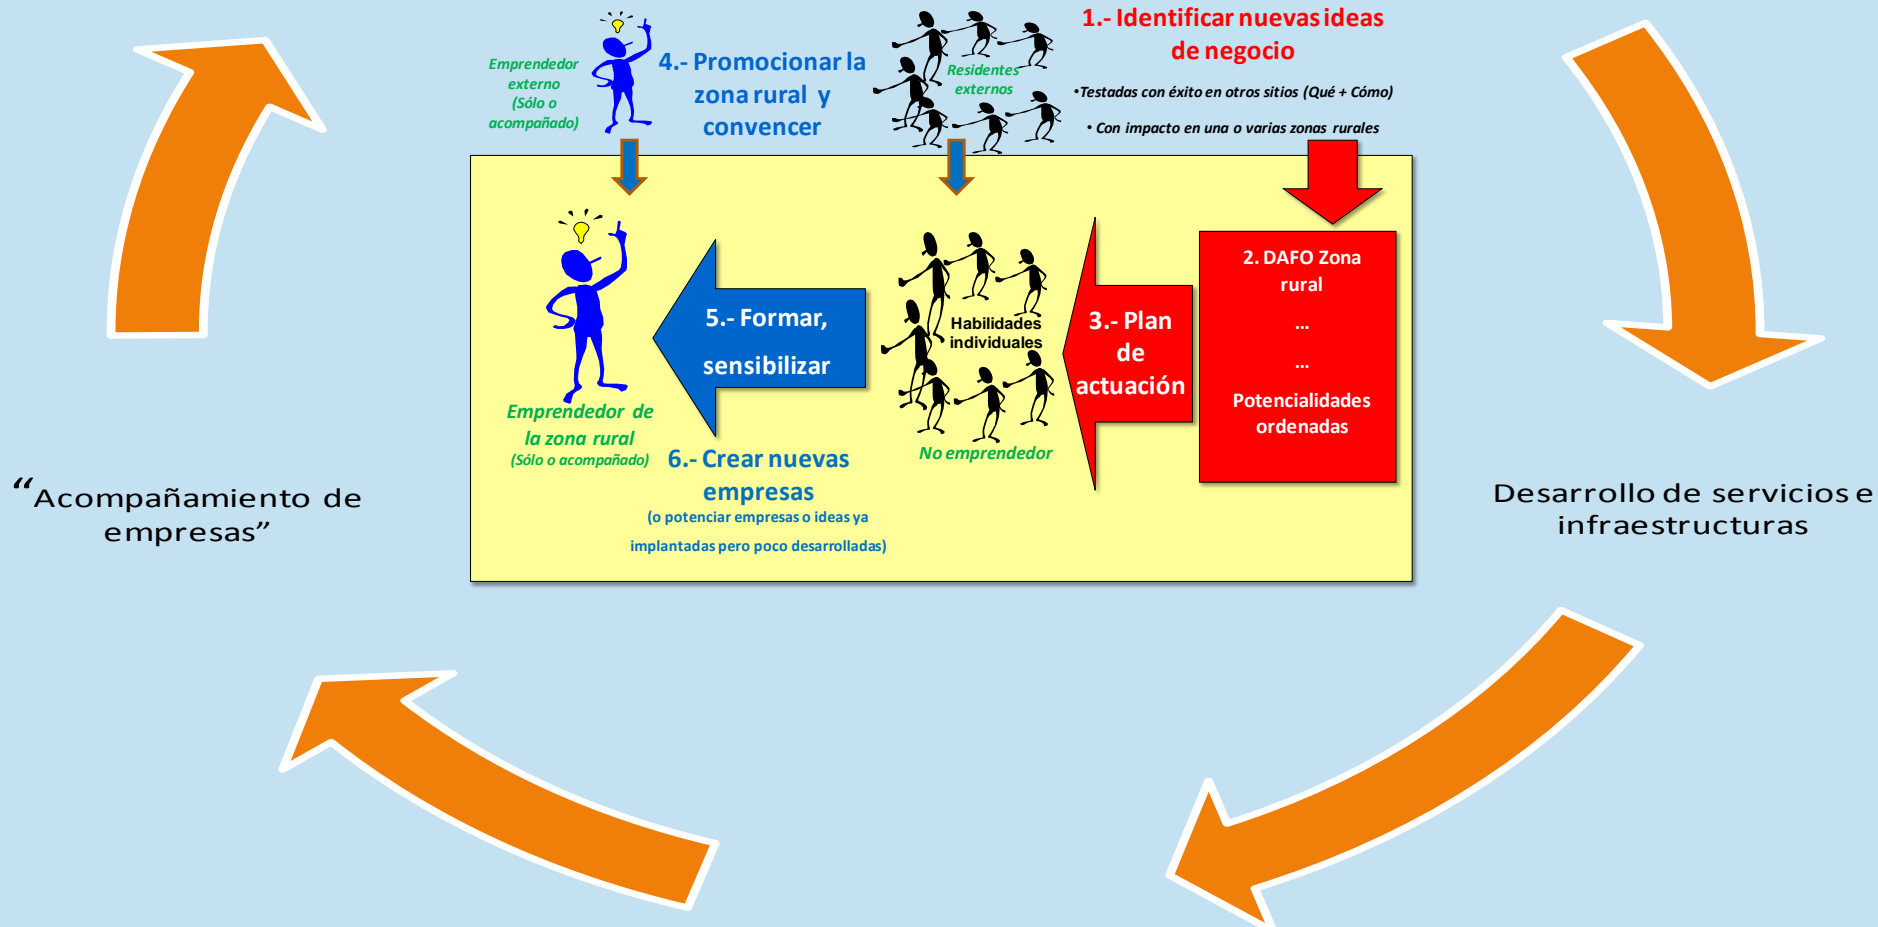 1.- Identificar nuevas ideas
de negocio
•Testadas con éxito en otros sitios (Qué + Cómo)
• Con impacto en una o varias zonas rurales
Residentes
externos
4.- Promocionar la
zona rural y
convencer
Emprendedor
externo
(Sólo o
acompañado)
2. DAFO Zona
rural
...
...
Potencialidades
ordenadas
3.- Plan
de
actuación
Habilidades
individuales
No emprendedor
5.- Formar,
sensibilizar
Emprendedor de
la zona rural
(Sólo o acompañado)
6.- Crear nuevas
empresas
(o potenciar empresas o ideas ya
implantadas pero poco desarrolladas)
“Acompañamiento de
empresas”
Desarrollo de servicios e
infraestructuras